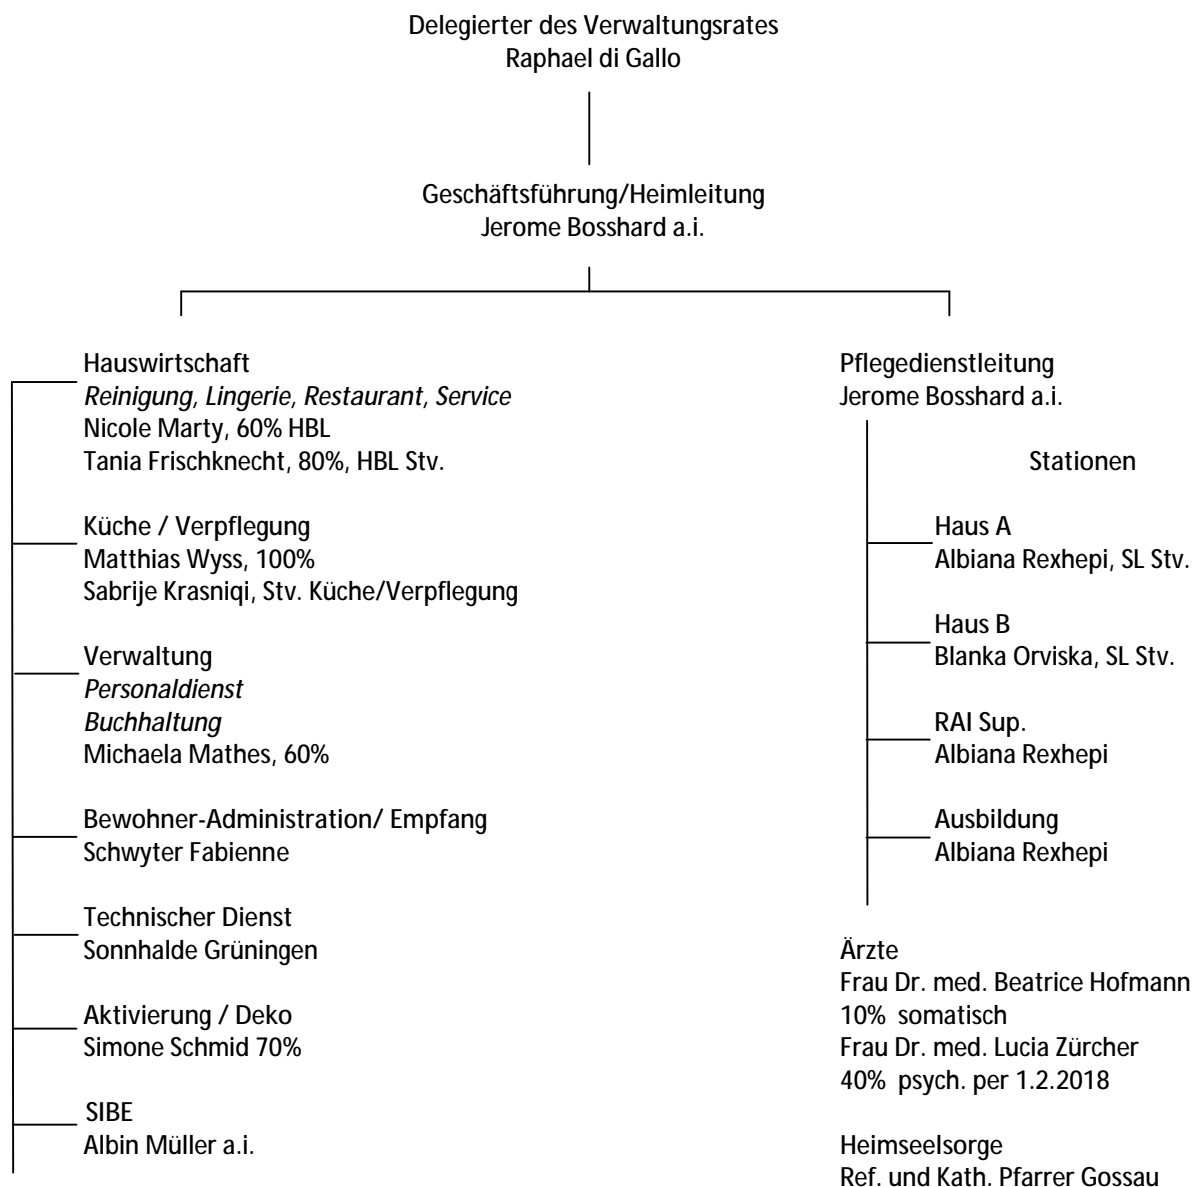 Delegierter des Verwaltungsrates
Raphael di Gallo
Geschäftsführung/Heimleitung
Jerome Bosshard a.i.
Hauswirtschaft
Reinigung, Lingerie, Restaurant, Service
Nicole Marty, 60% HBL
Tania Frischknecht, 80%, HBL Stv.
Küche / Verpflegung
Matthias Wyss, 100%
Sabrije Krasniqi, Stv. Küche/Verpflegung
Verwaltung
Personaldienst
Buchhaltung
Michaela Mathes, 60%
Bewohner-Administration/ Empfang
Schwyter Fabienne
Technischer Dienst
Sonnhalde Grüningen
Aktivierung / Deko
Simone Schmid 70%
SIBE
Albin Müller a.i.
Pflegedienstleitung
Jerome Bosshard a.i.
Stationen
Haus A
Albiana Rexhepi, SL Stv.
Haus B
Blanka Orviska, SL Stv.
RAI Sup.
Albiana Rexhepi
Ausbildung
Albiana Rexhepi
Ärzte
Frau Dr. med. Beatrice Hofmann
10%  somatisch
Frau Dr. med. Lucia Zürcher
40%  psych. per 1.2.2018
Heimseelsorge
Ref. und Kath. Pfarrer Gossau